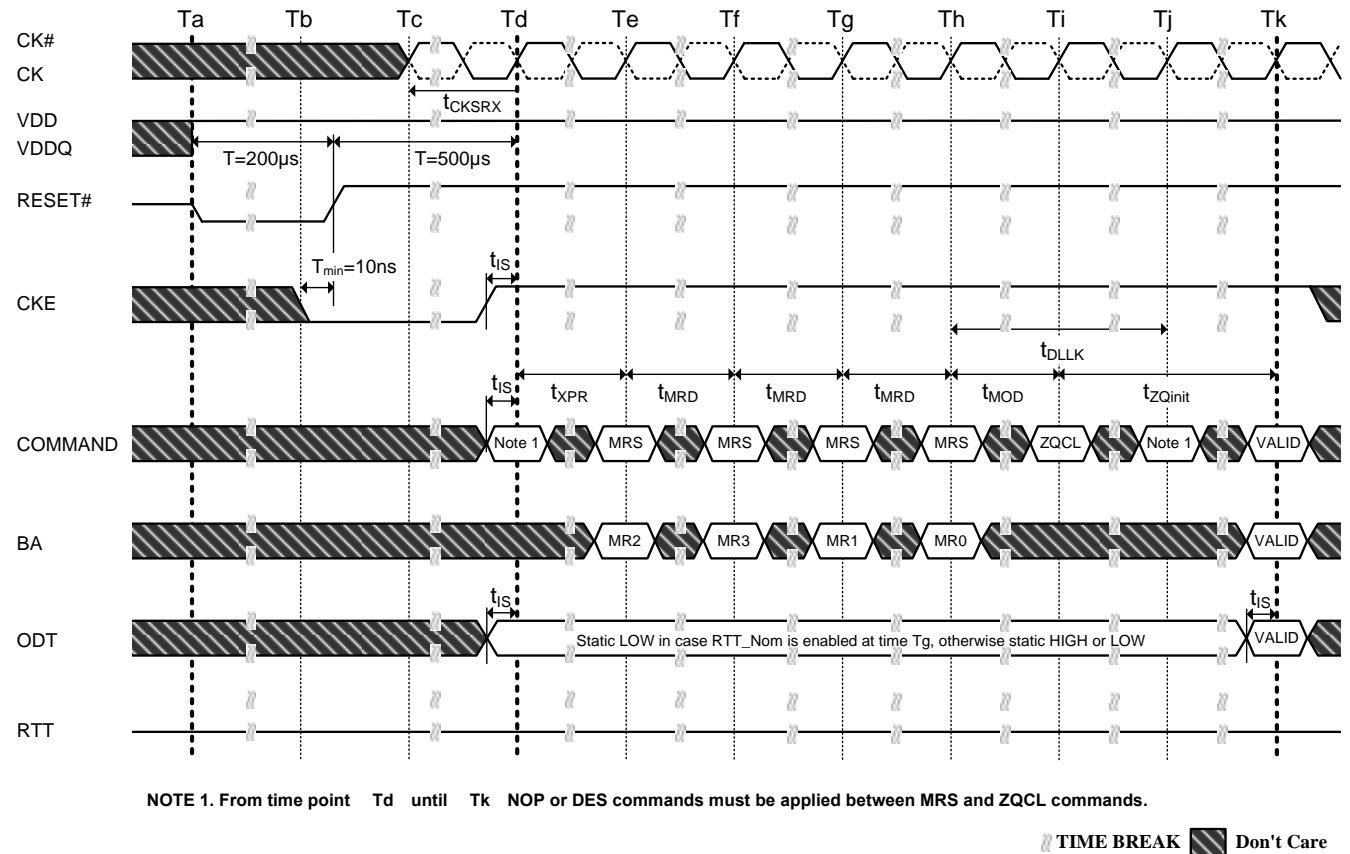 Ta Tb Tc Td Te Tf Tg Th Ti Tj Tk
CK#
CK
tCKSRX
VDD
VDDQ
T=200µs T=500µs
RESET#
Tmin=10ns
tIS
CKE
tDLLK
tIS tXPR tMRD tMRD tMRD tMOD tZQinit
COMMAND Note 1 MRS MRS MRS MRS ZQCL Note 1 VALID
BA MR2 MR3 MR1 MR0 VALID
tIS tIS
ODT Static LOW in case RTT_Nom is enabled at time Tg, otherwise static HIGH or LOW VALID
RTT
NOTE 1. From time point Td until Tk NOP or DES commands must be applied between MRS and ZQCL commands.
TIME BREAK Don't Care